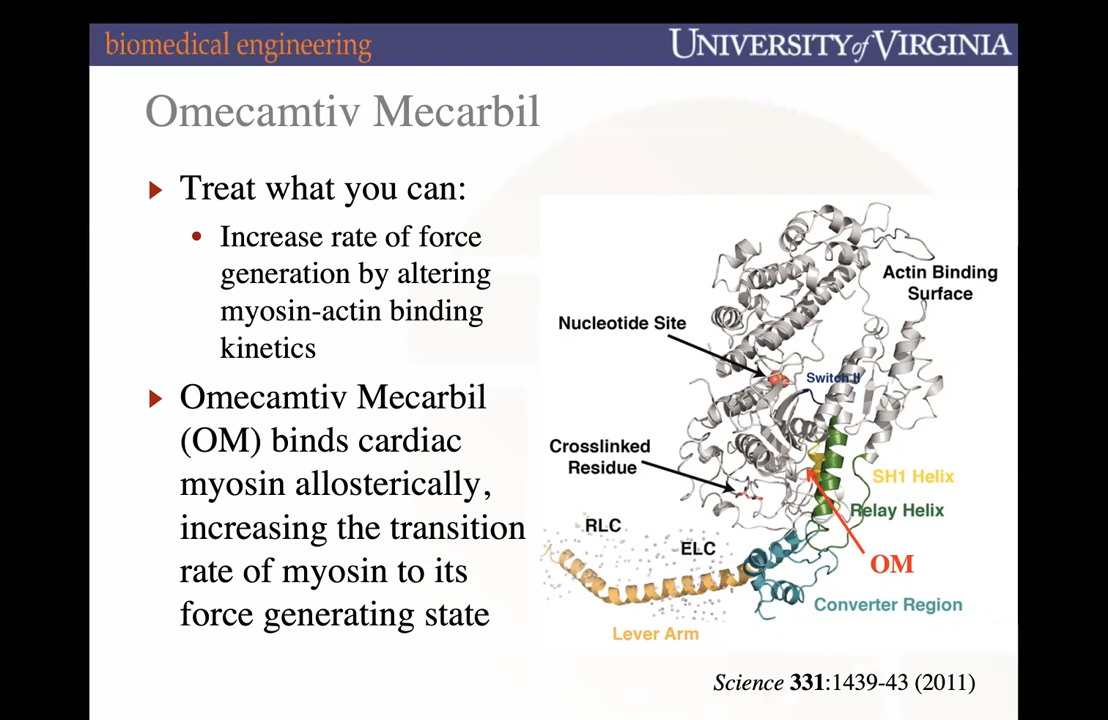 biomedical engineering
UNIVERSITY of VIRGINIA
Omecamtiv Mecarbil
Treat what you can:
Increase rate of force
generation by altering
myosin-actin binding
kinetics
Omecamtiv Mecarbil
(OM) binds cardiac
myosin allosterically,
increasing the transition
rate of myosin to its
force generating state
Actin Binding
Surface
Nucleotide Site
Switch II
Crosslinked
Residue
SH1 Helix
Relay Helix
RLC
ELC
OM
Converter Region
Lever Arm
Science 331:1439-43 (2011)